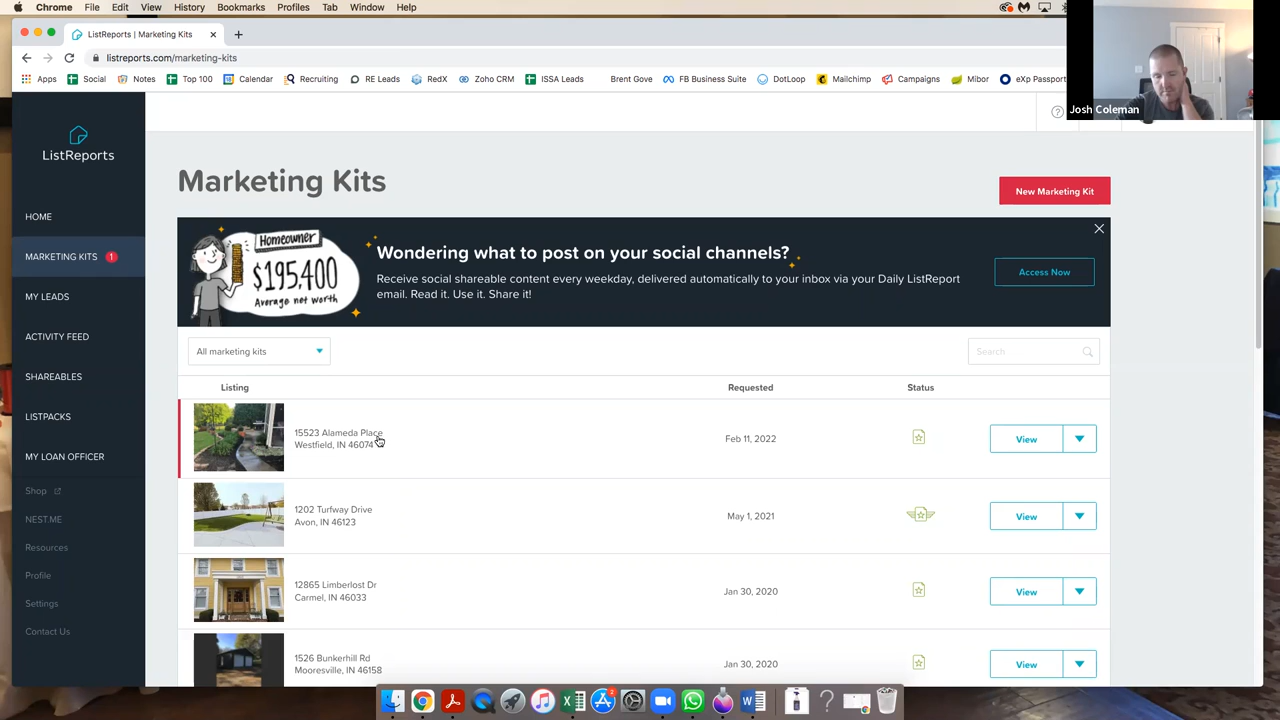 Chrome File Edit View History Bookmarks Profiles Tab Window Help
ListReports | Marketing Kits
listreports.com/marketing-kits
Apps Social Notes Top 100 Calendar Recruiting RE Leads RedX Zoho CRM ISSA Leads Brent Gove FB Business Suite DotLoop Mailchimp Campaigns Mibor eXp Passport
Josh Coleman
ListReports
HOME
MARKETING KITS 1
MY LEADS
ACTIVITY FEED
SHAREABLES
LISTPACKS
MY LOAN OFFICER
Shop
NEST.ME
Resources
Profile
Settings
Contact Us
Marketing Kits
New Marketing Kit
Homeowner
$195,400
Average net worth
Wondering what to post on your social channels?
Receive social shareable content every weekday, delivered automatically to your inbox via your Daily ListReport
email. Read it. Use it. Share it!
Access Now
All marketing kits
Search
Listing Requested Status
15523 Alameda Place
Westfield, IN 46074
Feb 11, 2022
View
1202 Turfway Drive
Avon, IN 46123
May 1, 2021
View
12865 Limberlost Dr
Carmel, IN 46033
Jan 30, 2020
View
1526 Bunkerhill Rd
Mooresville, IN 46158
Jan 30, 2020
View